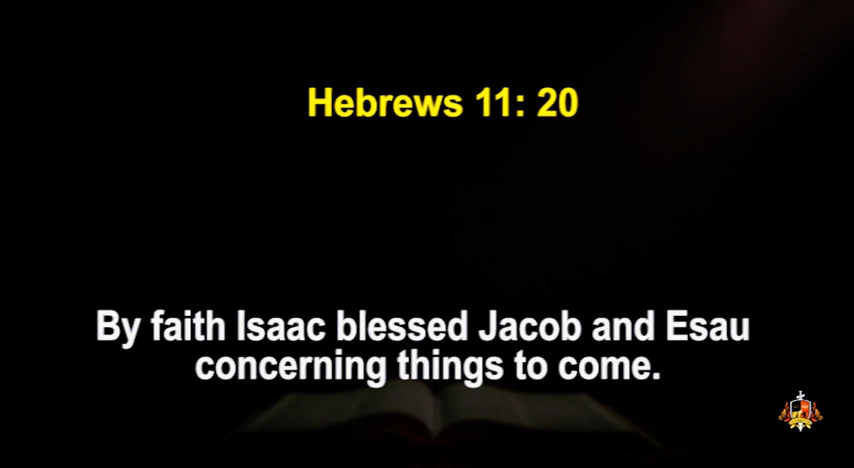 Hebrews 11: 20
By faith Isaac blessed Jacob and Esau
concerning things to come.